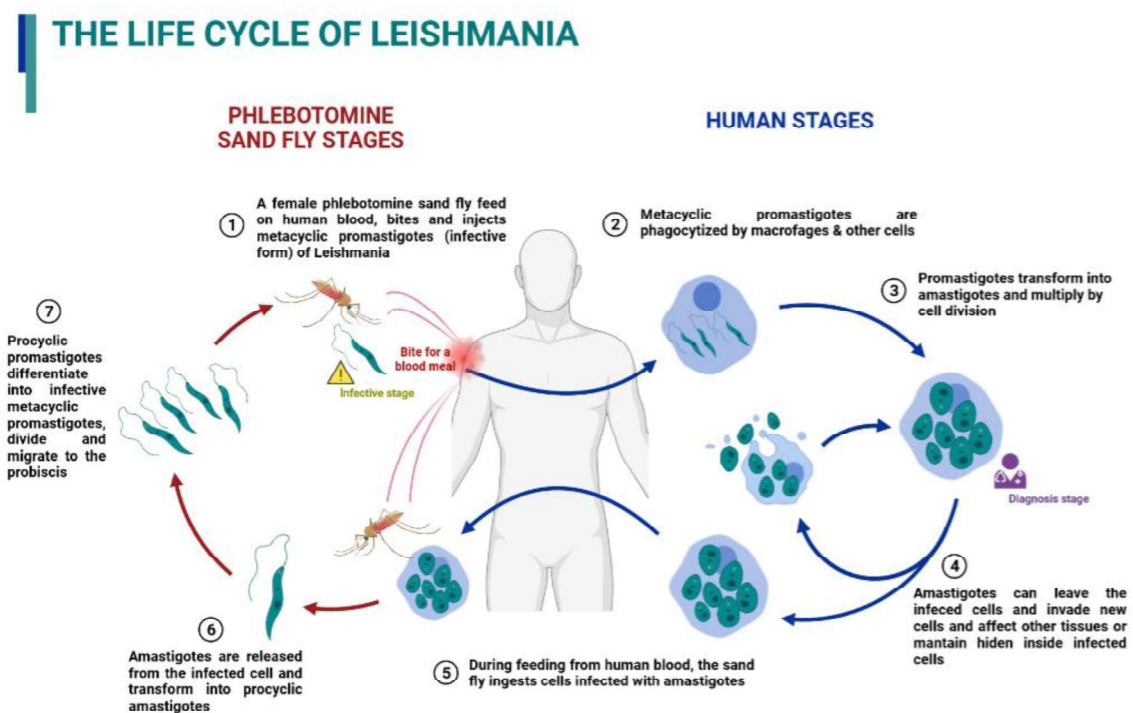 THE LIFE CYCLE OF LEISHMANIA
PHLEBOTOMINE
SAND FLY STAGES
HUMAN STAGES
1
A female phlebotomine sand fly feed
on human blood, bites and injects
metacyclic promastigotes (infective
form) of Leishmania
2
Metacyclic promastigotes are
phagocytized by macrofages & other cells
3
Promastigotes transform into
amastigotes and multiply by
cell division
7
Procyclic
promastigotes
differentiate
into infective
metacyclic
promastigotes,
divide and
migrate to the
probiscis
Bite for a
blood meal
Infective stage
Diagnosis stage
4
Amastigotes can leave the
infeced cells and invade new
cells and affect other tissues or
mantain hiden inside infected
cells
6
Amastigotes are released
from the infected cell and
transform into procyclic
amastigotes
5
During feeding from human blood, the sand
fly ingests cells infected with amastigotes